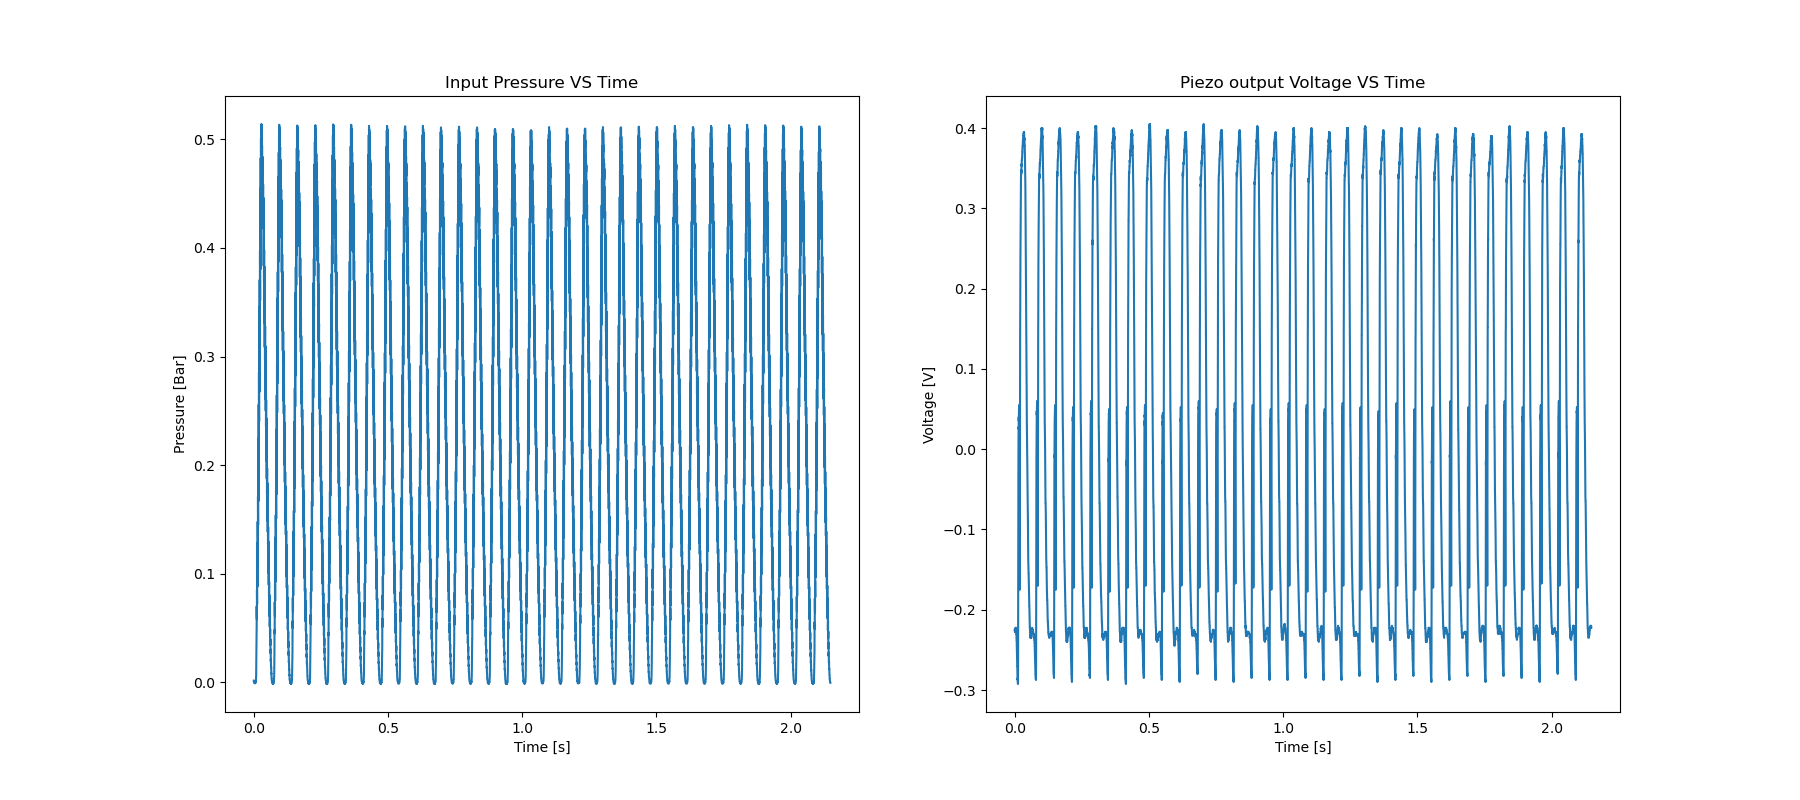 Input Pressure VS Time
0.5
0.4
0.3
0.2
0.1
0.0
Pressure [Bar]
0.0 0.5 1.0 1.5 2.0
Time [s]
Piezo output Voltage VS Time
0.4
0.3
0.2
0.1
0.0
−0.1
−0.2
−0.3
Voltage [V]
0.0 0.5 1.0 1.5 2.0
Time [s]